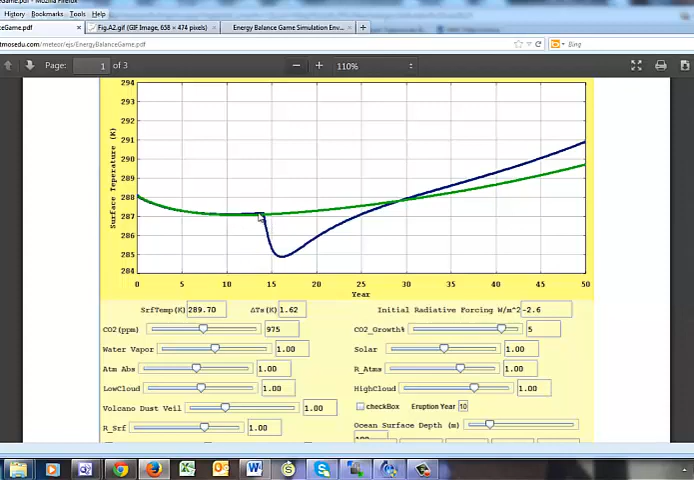 History Bookmarks Tools Help
eGame.pdf Fig.A2.gif (GIF Image, 658 × 474 pixels) Energy Balance Game Simulation Env...
tmosedu.com/meteor/ejs/EnergyBalanceGame.pdf Bing
Page: 1 of 3 110%
294
293
292
291
290
289
288
287
286
285
284
Surface Teperature (K)
0 5 10 15 20 25 30 35 40 45 50
Year
SrfTemp(K) 289.70 ΔTs(K) 1.62 Initial Radiative Forcing W/m^2 -2.6
CO2(ppm) 975 CO2_Growth% 5
Water Vapor 1.00 Solar 1.00
Atm Abs 1.00 R_Atms 1.00
LowCloud 1.00 HighCloud 1.00
Volcano Dust Veil 1.00 checkBox Eruption Year 10
R_Srf 1.00 Ocean Surface Depth (m)